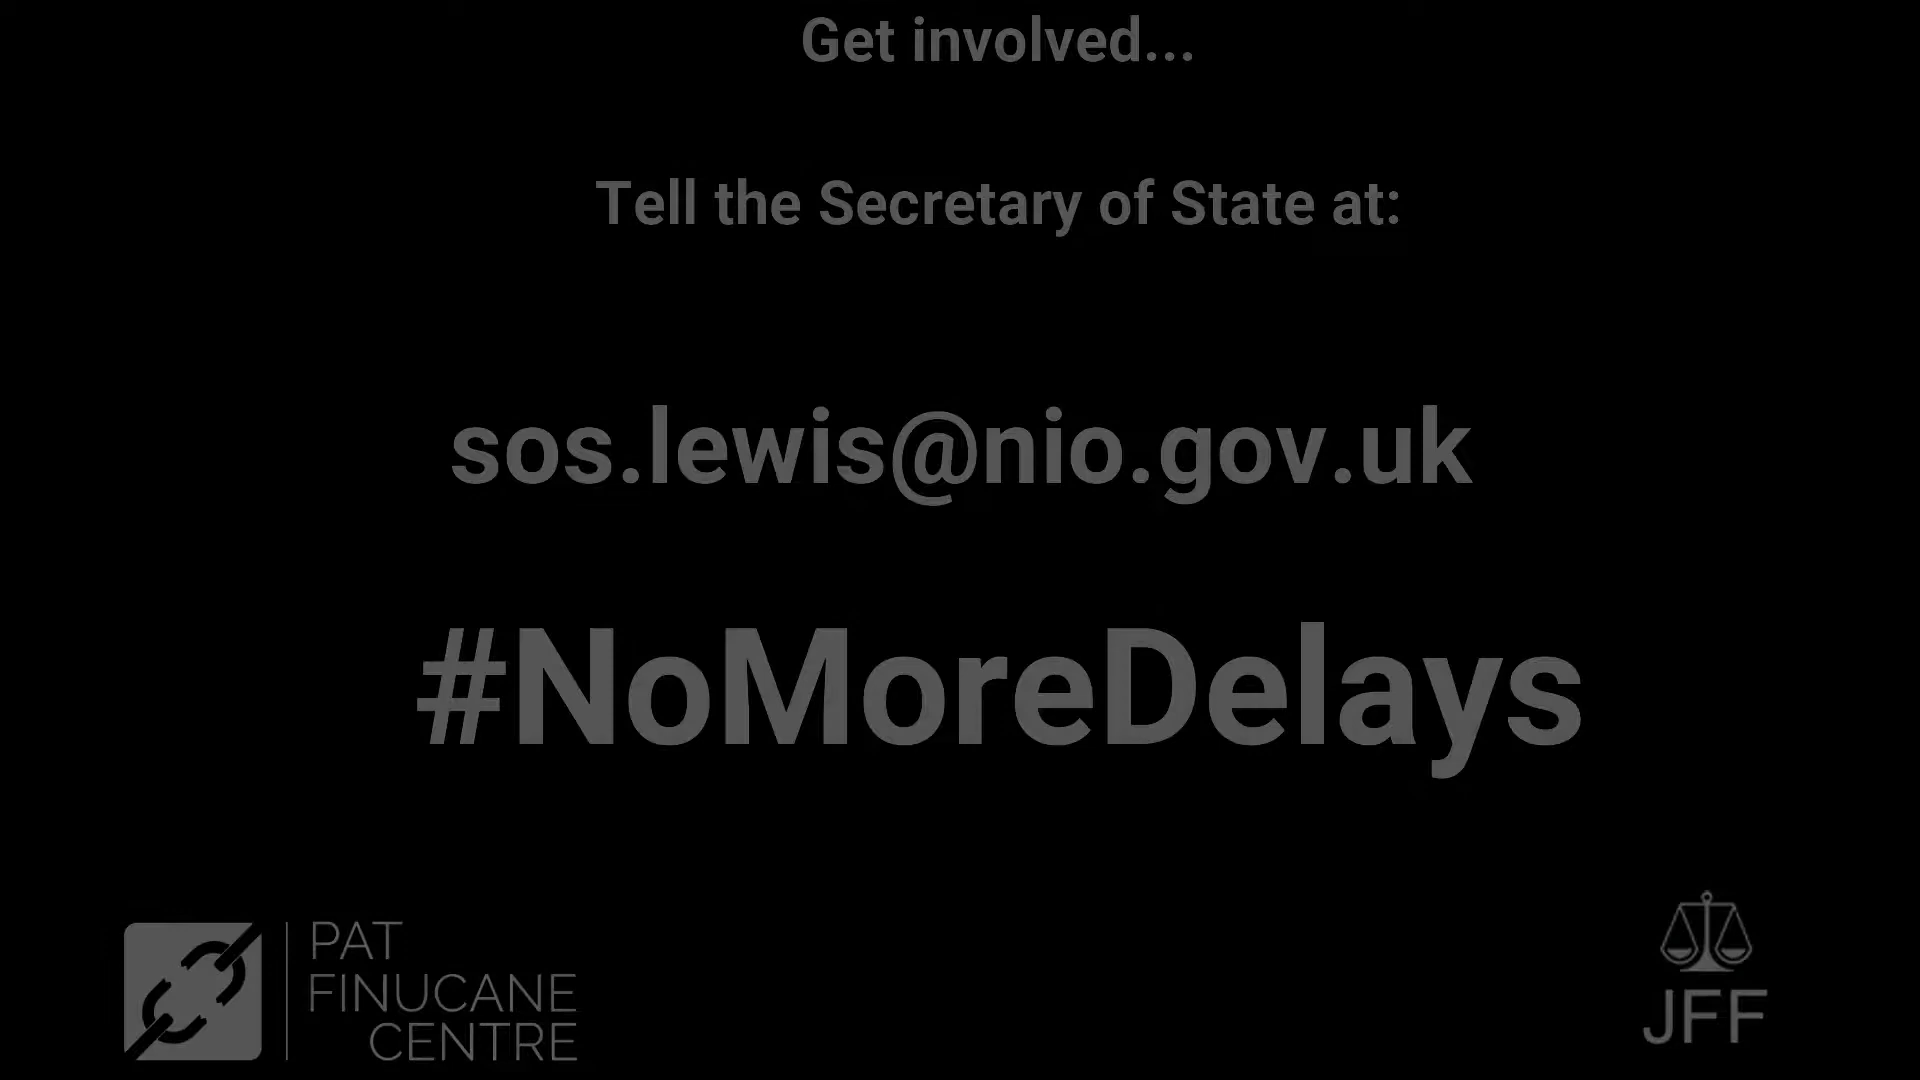 Get involved...
Tell the Secretary of State at:
sos.lewis@nio.gov.uk
#NoMoreDelays
PAT
FINUCANE
CENTRE
JFF